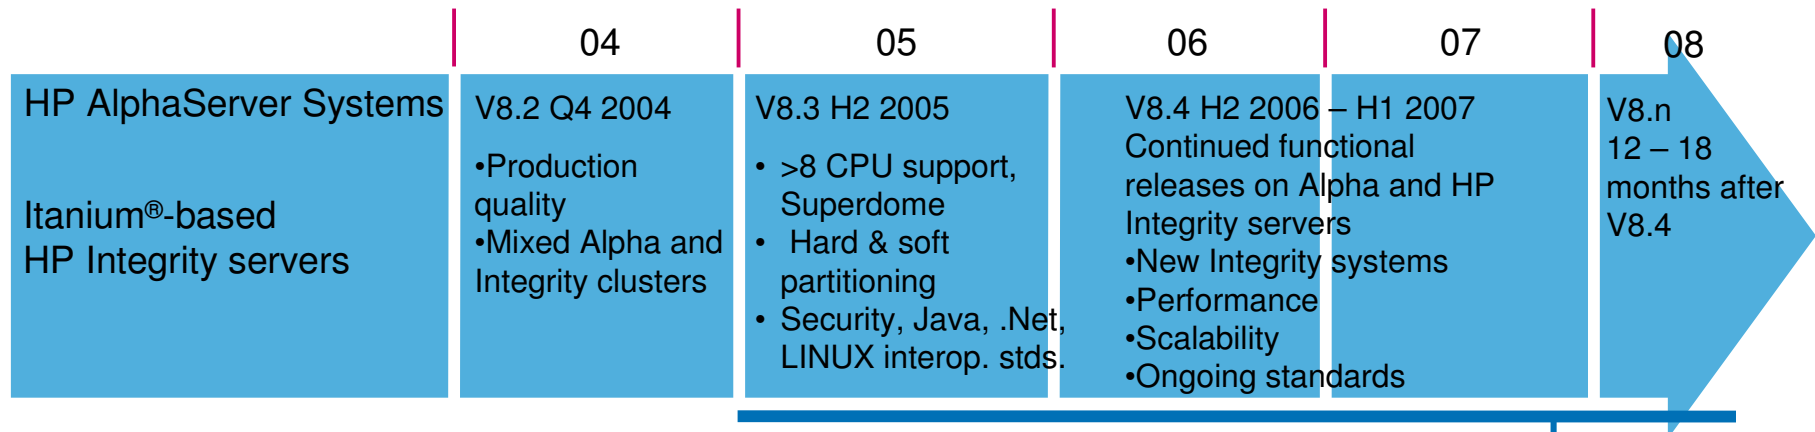 04
05
06
07
08
HP AlphaServer Systems
Itanium®-based
HP Integrity servers
V8.2 Q4 2004
•Production
quality
•Mixed Alpha and
Integrity clusters
V8.3 H2 2005
• >8 CPU support,
Superdome
• Hard & soft
partitioning
• Security, Java, .Net,
LINUX interop. stds.
V8.4 H2 2006 – H1 2007
Continued functional
releases on Alpha and HP
Integrity servers
•New Integrity systems
•Performance
•Scalability
•Ongoing standards
V8.n
12 – 18
months after
V8.4